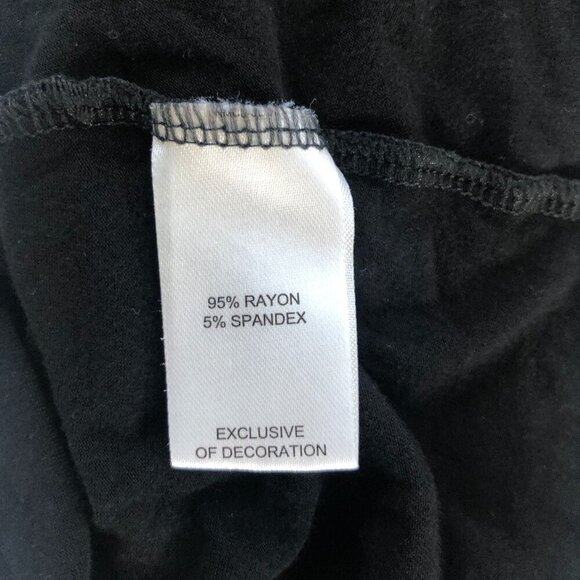 95% RAYON
5% SPANDEX
EXCLUSIVE
OF DECORATION